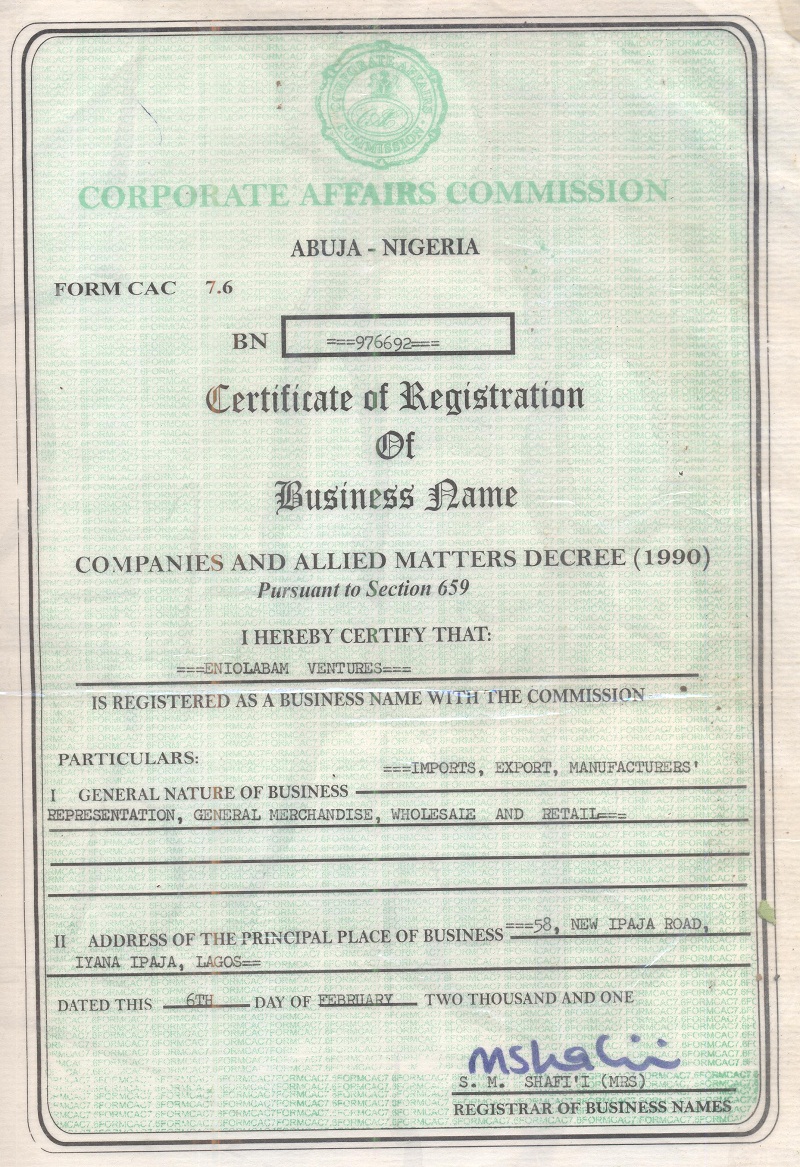 CORPORATE AFFAIRS COMMISSION
CORPORATE AFFAIRS COMMISSION
ABUJA - NIGERIA
FORM CAC 7.6
BN ===976692===
Certificate of Registration
Of
Business Name
COMPANIES AND ALLIED MATTERS DECREE (1990)
Pursuant to Section 659
I HEREBY CERTIFY THAT:
===ENIOLABAM VENTURES===
IS REGISTERED AS A BUSINESS NAME WITH THE COMMISSION
PARTICULARS:
===IMPORTS, EXPORT, MANUFACTURERS'
I GENERAL NATURE OF BUSINESS
REPRESENTATION, GENERAL MERCHANDISE, WHOLESALE AND RETAIL===
II ADDRESS OF THE PRINCIPAL PLACE OF BUSINESS ===58, NEW IPAJA ROAD,
IYANA IPAJA, LAGOS==
DATED THIS 6TH DAY OF FEBRUARY TWO THOUSAND AND ONE
mshafii
S. M. SHAFI'I (MRS)
REGISTRAR OF BUSINESS NAMES